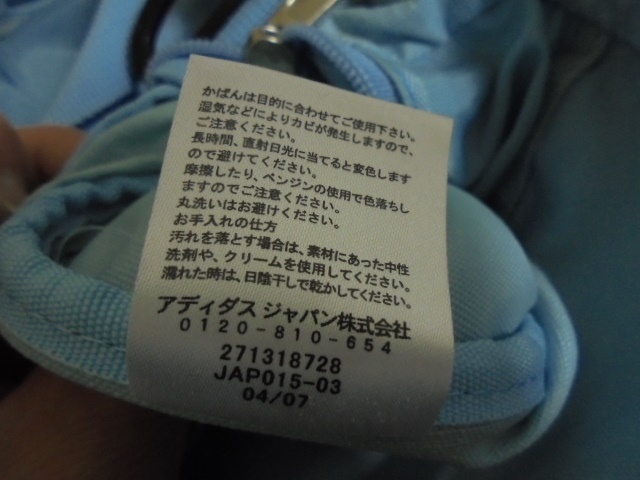 かばんは目的に合わせてご使用下さい。
湿気などによりカビが発生しますので、
ご注意ください。
長時間、直射日光に当てると変色します
ので避けてください。
摩擦したり、ベンジンの使用で色落ちし
ますのでご注意ください。
丸洗いはお避けください。
お手入れの仕方
汚れを落とす場合は、素材にあった中性
洗剤や、クリームを使用してください。
濡れた時は、日陰干しで乾かしてください。
アディダス ジャパン株式会社
0120-810-654
271318728
JAP015-03
04/07